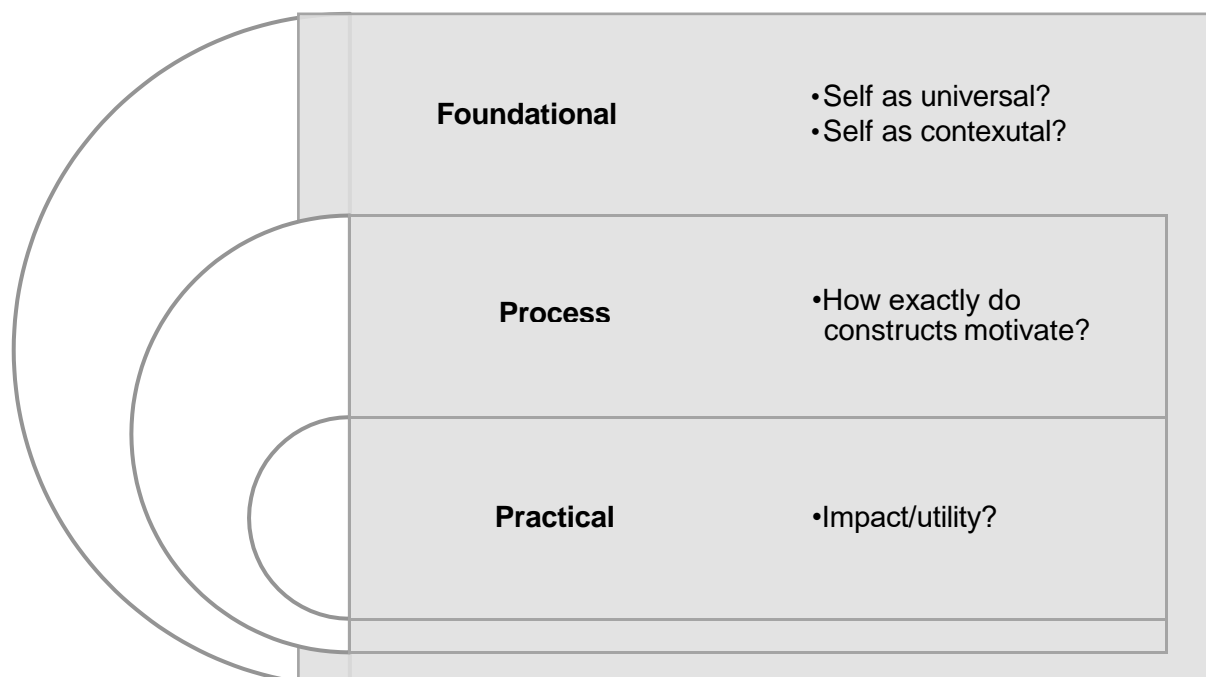 Foundational
•Self as universal?
•Self as contexutal?
Process
•How exactly do
constructs motivate?
Practical
•Impact/utility?